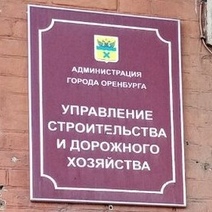 АДМИНИСТРАЦИЯ
ГОРОДА ОРЕНБУРГА
УПРАВЛЕНИЕ
СТРОИТЕЛЬСТВА
И ДОРОЖНОГО
ХОЗЯЙСТВА